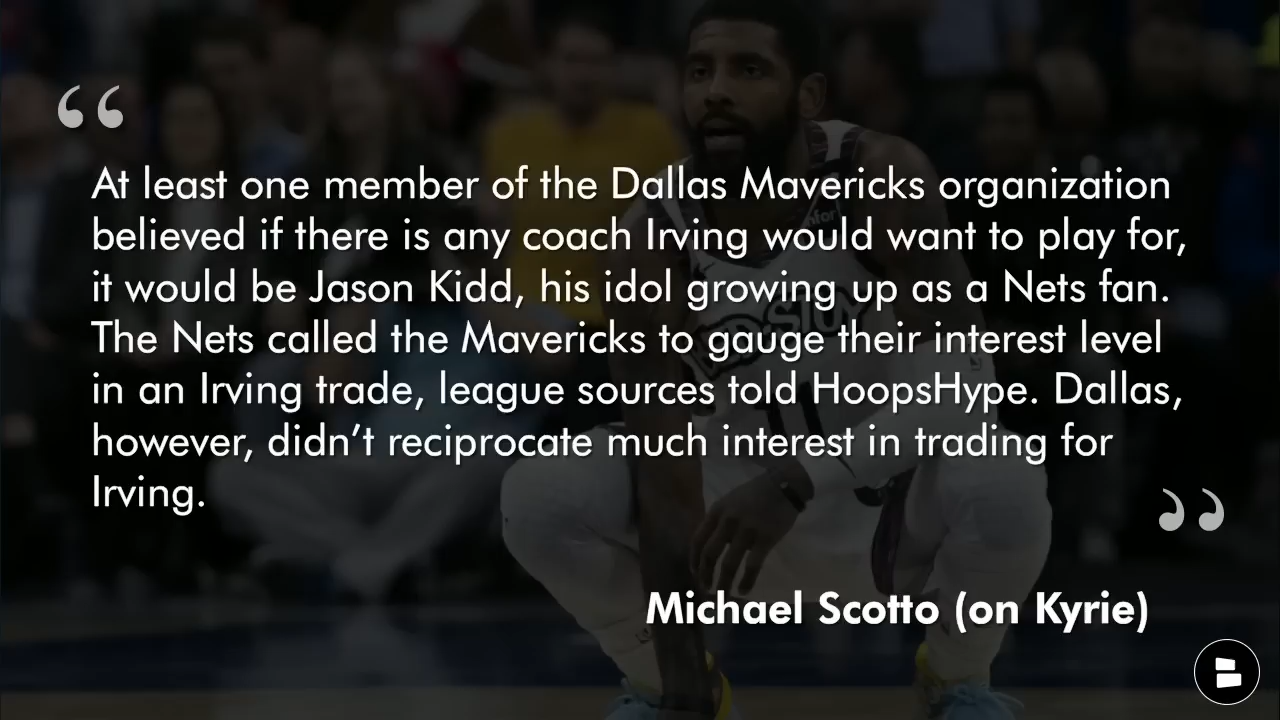 “
At least one member of the Dallas Mavericks organization
believed if there is any coach Irving would want to play for,
it would be Jason Kidd, his idol growing up as a Nets fan.
The Nets called the Mavericks to gauge their interest level
in an Irving trade, league sources told HoopsHype. Dallas,
however, didn’t reciprocate much interest in trading for
Irving.
”
Michael Scotto (on Kyrie)